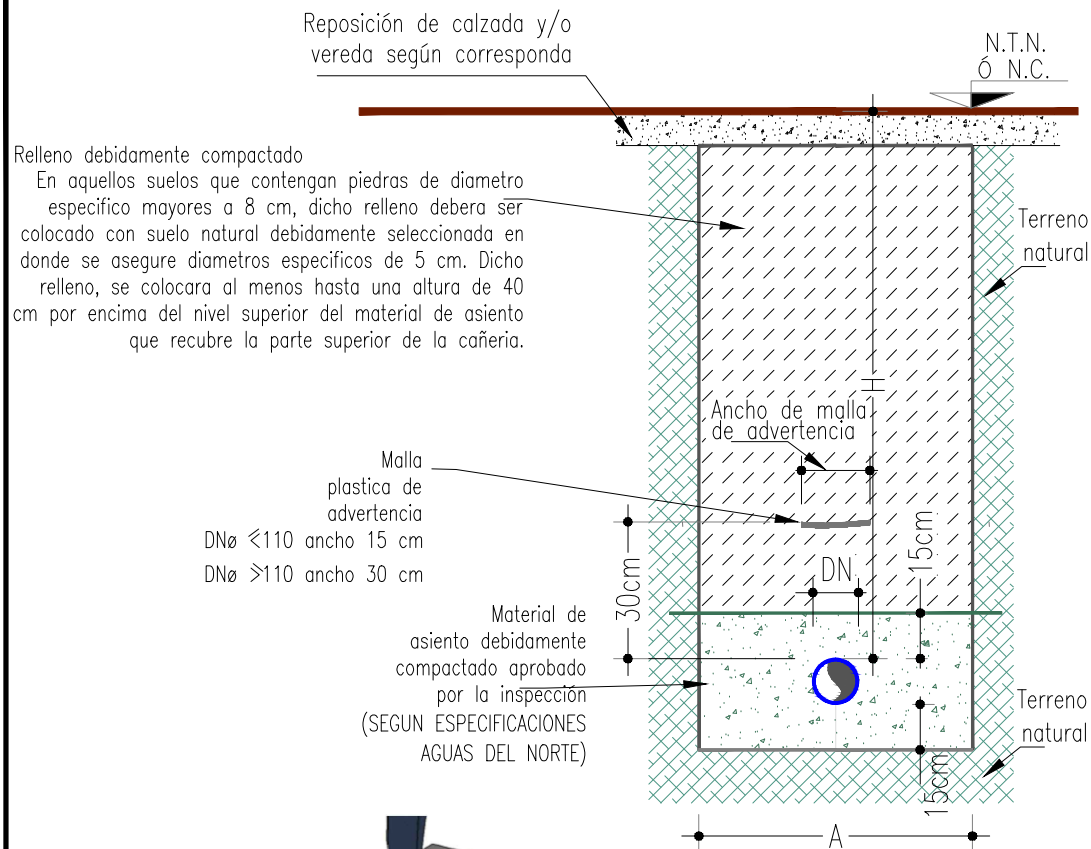 Reposición de calzada y/o
vereda según corresponda
N.T.N.
Ó N.C.
Relleno debidamente compactado
En aquellos suelos que contengan piedras de diametro
especifico mayores a 8 cm, dicho relleno debera ser
colocado con suelo natural debidamente seleccionada en
donde se asegure diametros especificos de 5 cm. Dicho
relleno, se colocara al menos hasta una altura de 40
cm por encima del nivel superior del material de asiento
que recubre la parte superior de la cañeria.
Terreno
natural
H
Ancho de malla
de advertencia
Malla
plastica de
advertencia
DNø ≤110 ancho 15 cm
DNø >110 ancho 30 cm
30cm
DN
15cm
Material de
asiento debidamente
compactado aprobado
por la inspección
(SEGUN ESPECIFICACIONES
AGUAS DEL NORTE)
Terreno
natural
15cm
A